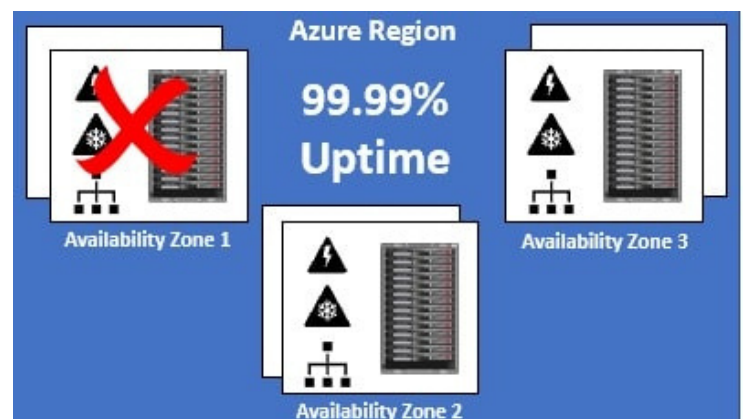 Azure Region
99.99%
Uptime
Availability Zone 1
Availability Zone 3
Availability Zone 2